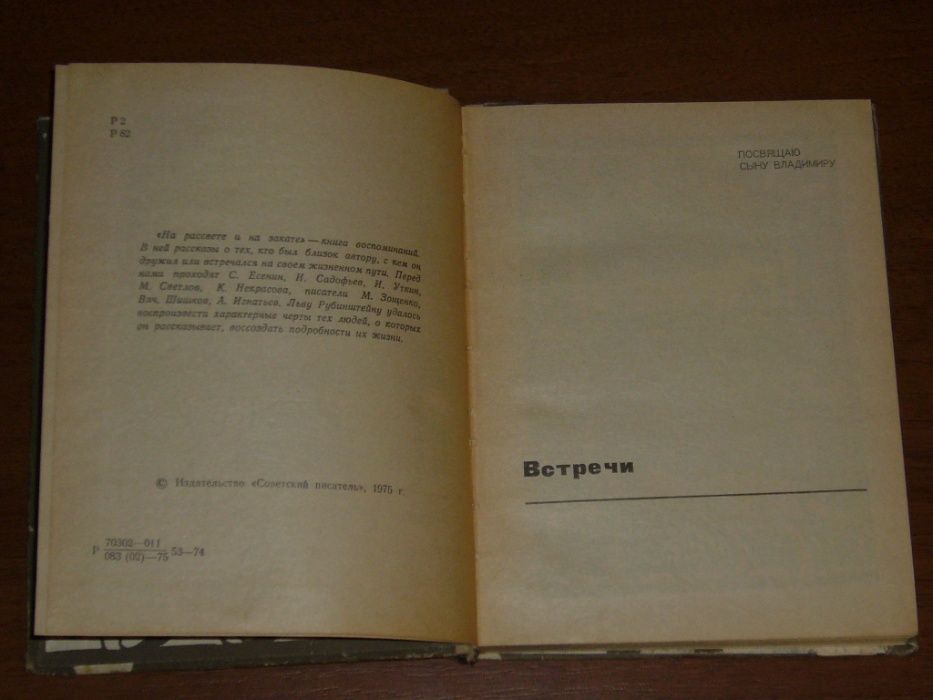 Р 2
Р 82
«На рассвете и на закате» — книга воспоминаний.
В ней рассказы о тех, кто был близок автору, с кем он
дружил или встречался на своем жизненном пути. Перед
нами проходят С. Есенин, И. Садофьев, И. Уткин,
М. Светлов, К. Некрасова, писатели М. Зощенко,
Вяч. Шишков, А. Игнатьев. Льву Рубинштейну удалось
воспроизвести характерные черты тех людей, о которых
он рассказывает, воссоздать подробности их жизни.
© Издательство «Советский писатель», 1975 г.
Р 70302—011
083 (02)—75 53—74
ПОСВЯЩАЮ
СЫНУ ВЛАДИМИРУ
Встречи